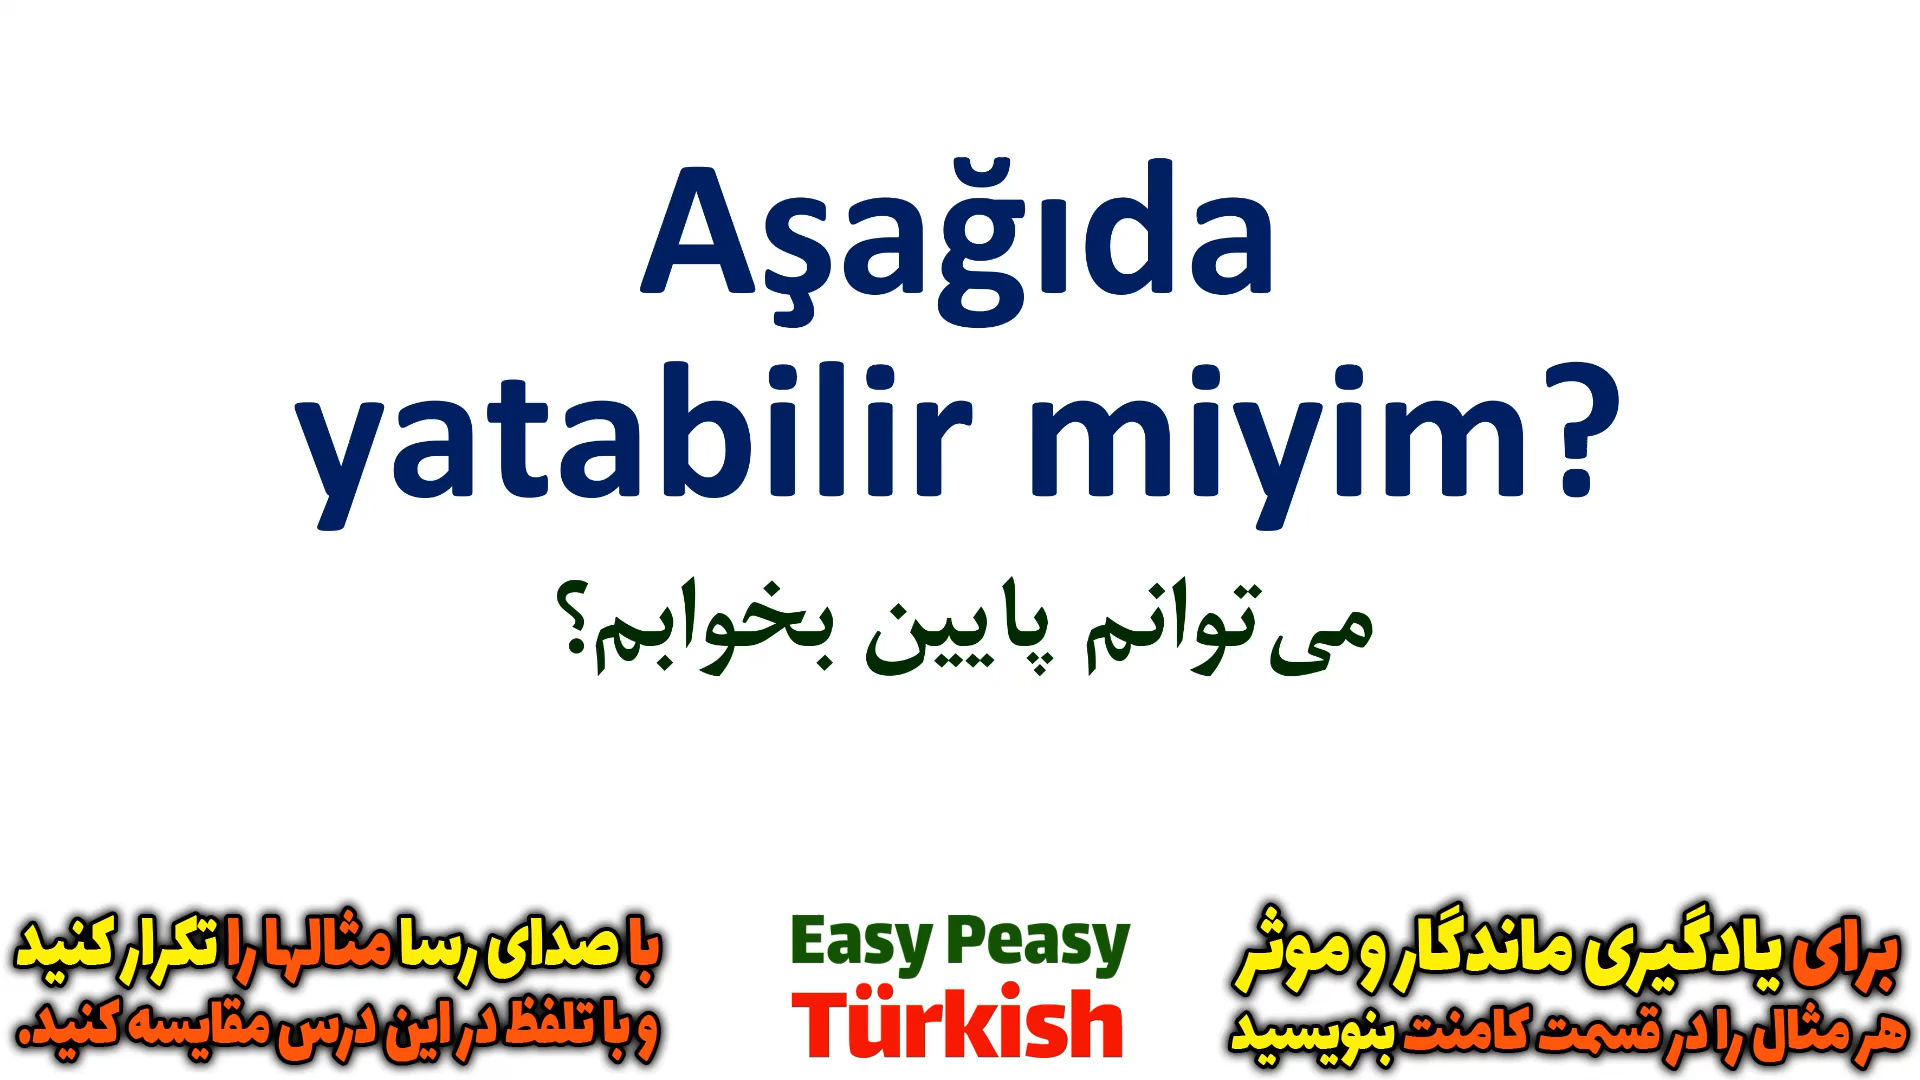 Aşağıda
yatabilir miyim?
می‌توانم پایین بخوابم؟
برای یادگیری ماندگار و موثر
هر مثال را در قسمت کامنت بنویسید
Easy Peasy
Türkish
با صدای رسا مثالها را تکرار کنید
و با تلفظ در این درس مقایسه کنید.